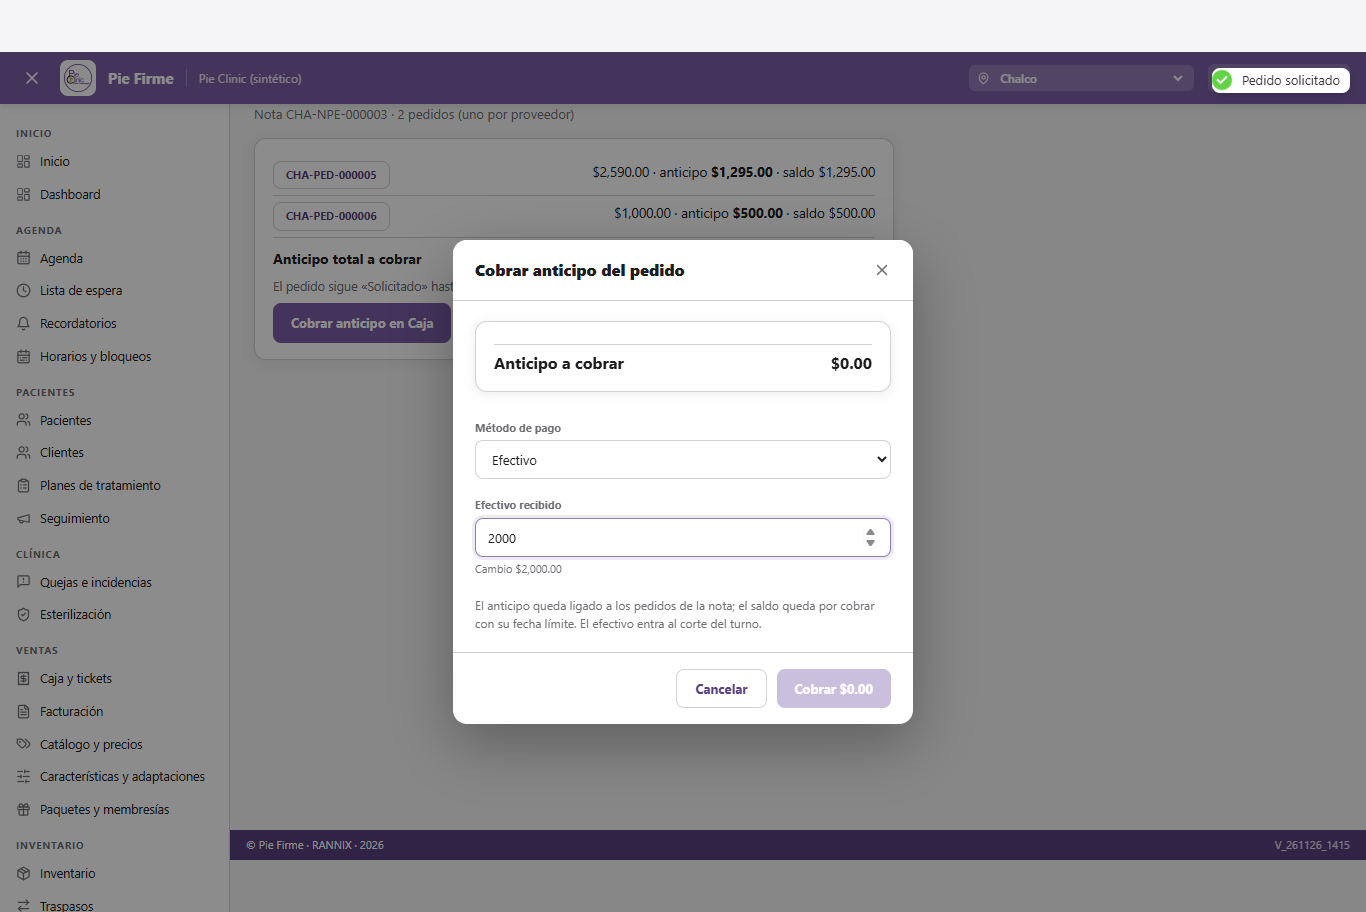 Pie Firme
Pie Clinic (sintético)
Chalco
Pedido solicitado
INICIO
Inicio
Dashboard
AGENDA
Agenda
Lista de espera
Recordatorios
Horarios y bloqueos
PACIENTES
Pacientes
Clientes
Planes de tratamiento
Seguimiento
CLÍNICA
Quejas e incidencias
Esterilización
VENTAS
Caja y tickets
Facturación
Catálogo y precios
Características y adaptaciones
Paquetes y membresías
INVENTARIO
Inventario
Traspasos
Nota CHA-NPE-000003 · 2 pedidos (uno por proveedor)
CHA-PED-000005 $2,590.00 · anticipo $1,295.00 · saldo $1,295.00
CHA-PED-000006 $1,000.00 · anticipo $500.00 · saldo $500.00
Anticipo total a cobrar
El pedido sigue «Solicitado» hast
Cobrar anticipo en Caja
Cobrar anticipo del pedido
Anticipo a cobrar $0.00
Método de pago
Efectivo
Efectivo recibido
2000
Cambio $2,000.00
El anticipo queda ligado a los pedidos de la nota; el saldo queda por cobrar
con su fecha límite. El efectivo entra al corte del turno.
Cancelar
Cobrar $0.00
© Pie Firme · RANNIX · 2026
V_261126_1415